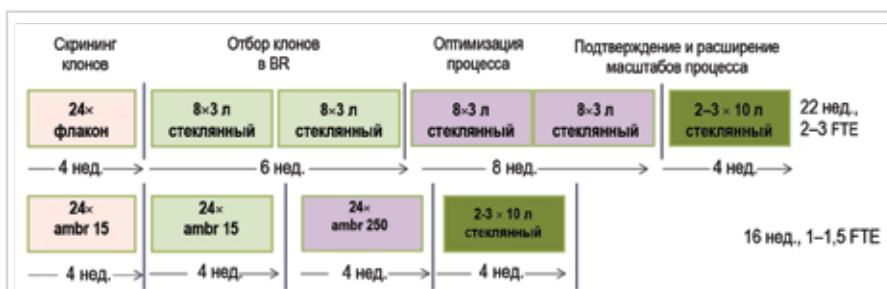 Скрининг
клонов
Отбор клонов
в BR
Оптимизация
процесса
Подтверждение и расширение
масштабов процесса
24×
флакон
8×3 л
стеклянный
8×3 л
стеклянный
8×3 л
стеклянный
8×3 л
стеклянный
2–3 × 10 л
стеклянный
22 нед.,
2–3 FTE
4 нед.
6 нед.
8 нед.
4 нед.
24×
ambr 15
24×
ambr 15
24×
ambr 250
2-3 × 10 л
стеклянный
16 нед., 1–1,5 FTE
4 нед.
4 нед.
4 нед.
4 нед.